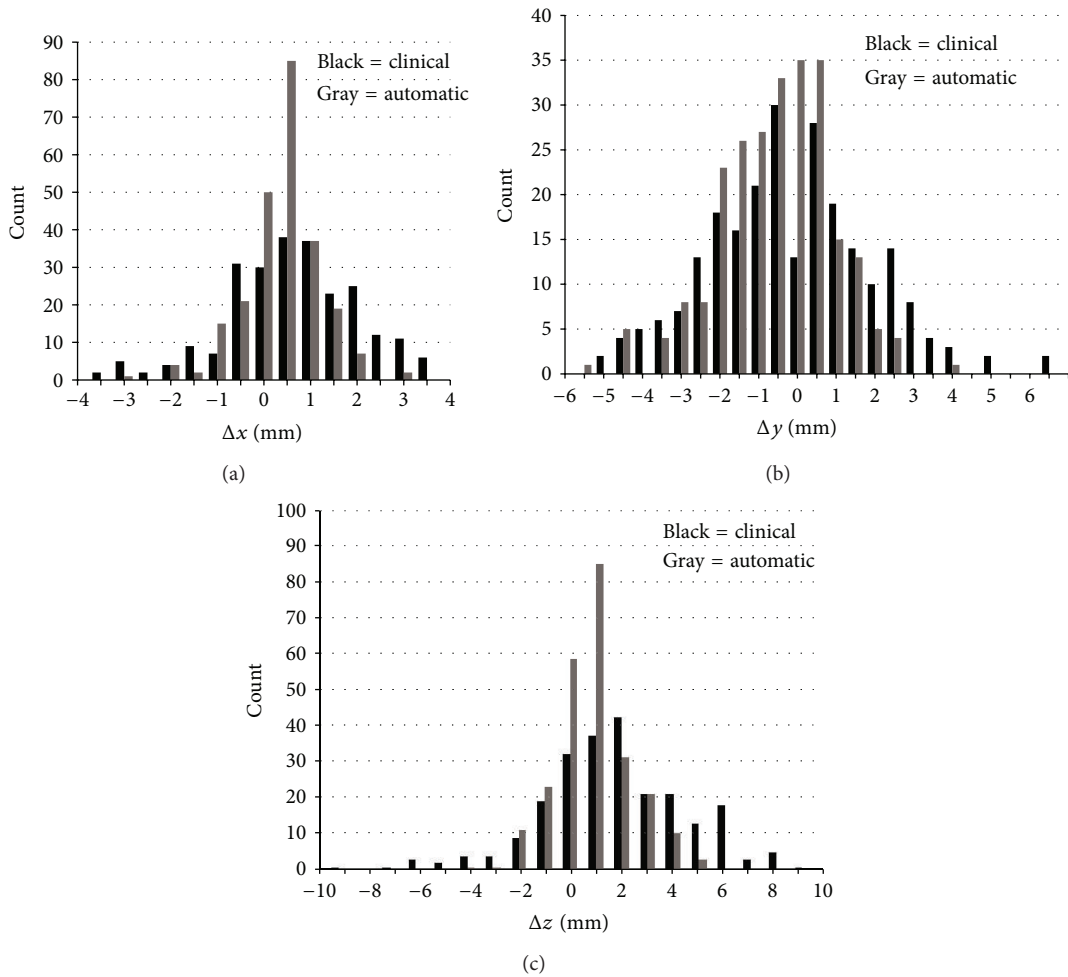 90
80
70
60
50
40
30
20
10
0
Count
−4 −3 −2 −1 0 1 2 3 4
Δx (mm)
Black = clinical
Gray = automatic
(a)
40
35
30
25
20
15
10
5
0
Count
−6 −5 −4 −3 −2 −1 0 1 2 3 4 5 6
Δy (mm)
Black = clinical
Gray = automatic
(b)
100
90
80
70
60
50
40
30
20
10
0
Count
−10 −8 −6 −4 −2 0 2 4 6 8 10
Δz (mm)
Black = clinical
Gray = automatic
(c)